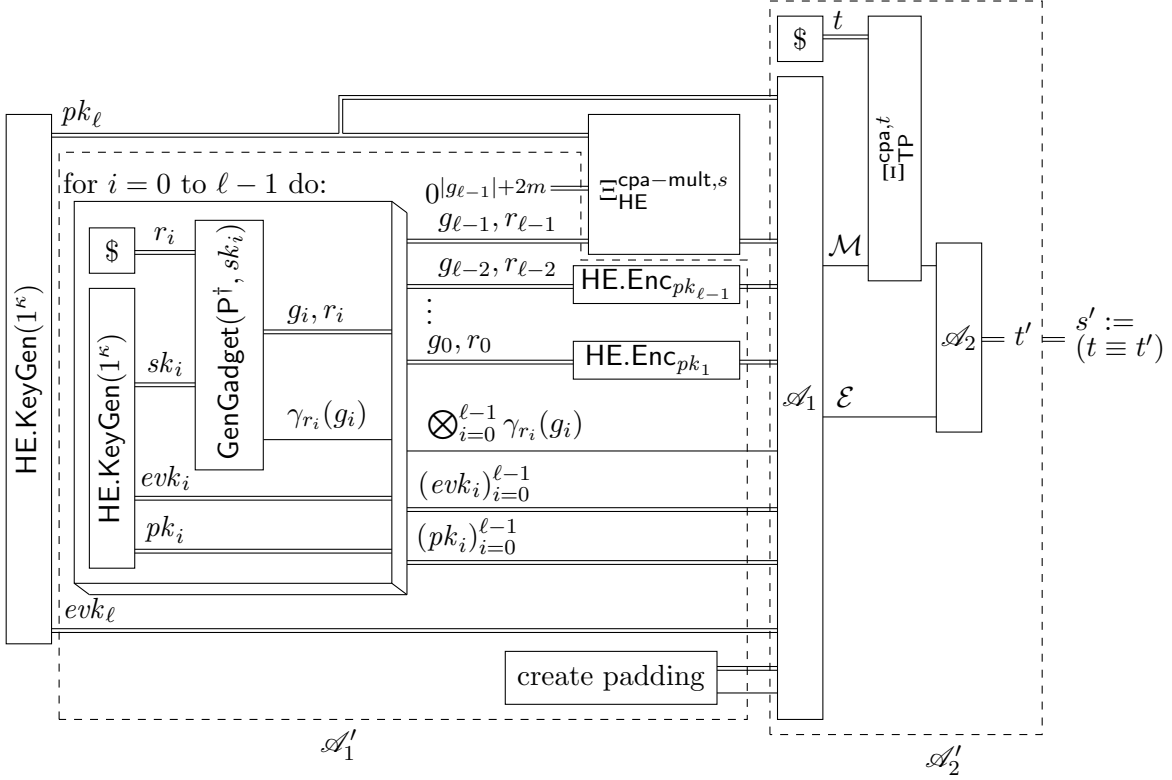 $
t
pk_ℓ
Ξ^{cpa,t}_{TP}
for i = 0 to ℓ − 1 do:
0^{|g_{ℓ−1}|+2m}
Ξ^{cpa−mult,s}_{HE}
$
r_i
g_{ℓ−1}, r_{ℓ−1}
ℳ
g_{ℓ−2}, r_{ℓ−2}
HE.Enc_{pk_{ℓ−1}}
HE.KeyGen(1^κ)
HE.KeyGen(1^κ)
GenGadget(P^†, sk_i)
g_i, r_i
⋮
g_0, r_0
HE.Enc_{pk_1}
𝒜_2
t′
s′ :=
(t ≡ t′)
sk_i
𝒜_1
ℰ
γ_{r_i}(g_i)
⨂_{i=0}^{ℓ−1} γ_{r_i}(g_i)
evk_i
(evk_i)_{i=0}^{ℓ−1}
pk_i
(pk_i)_{i=0}^{ℓ−1}
evk_ℓ
create padding
𝒜′_1
𝒜′_2